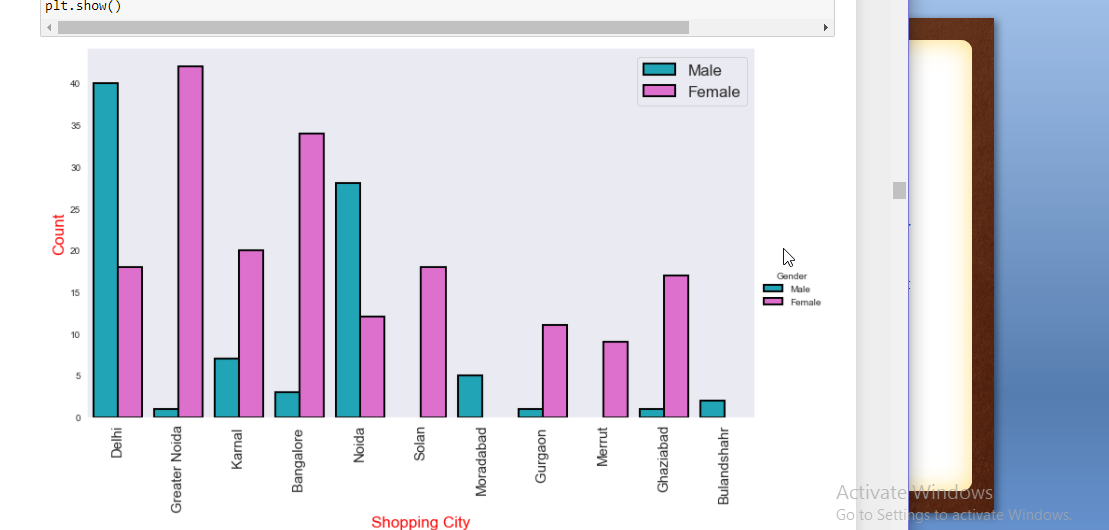 plt.show()
Male
Female
40
35
30
25
20
15
10
5
0
Count
Gender
Male
Female
Delhi
Greater Noida
Karnal
Bangalore
Noida
Solan
Moradabad
Gurgaon
Merrut
Ghaziabad
Bulandshahr
Shopping City
Activate Windows
Go to Settings to activate Windows.